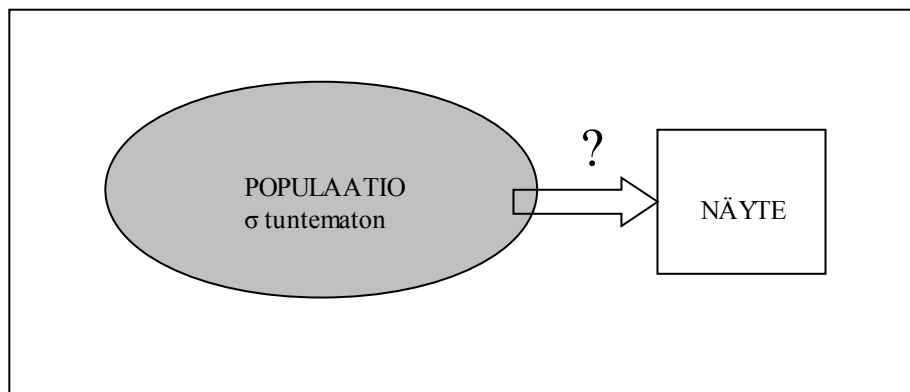 ?
POPULAATIO
σ tuntematon
NÄYTE